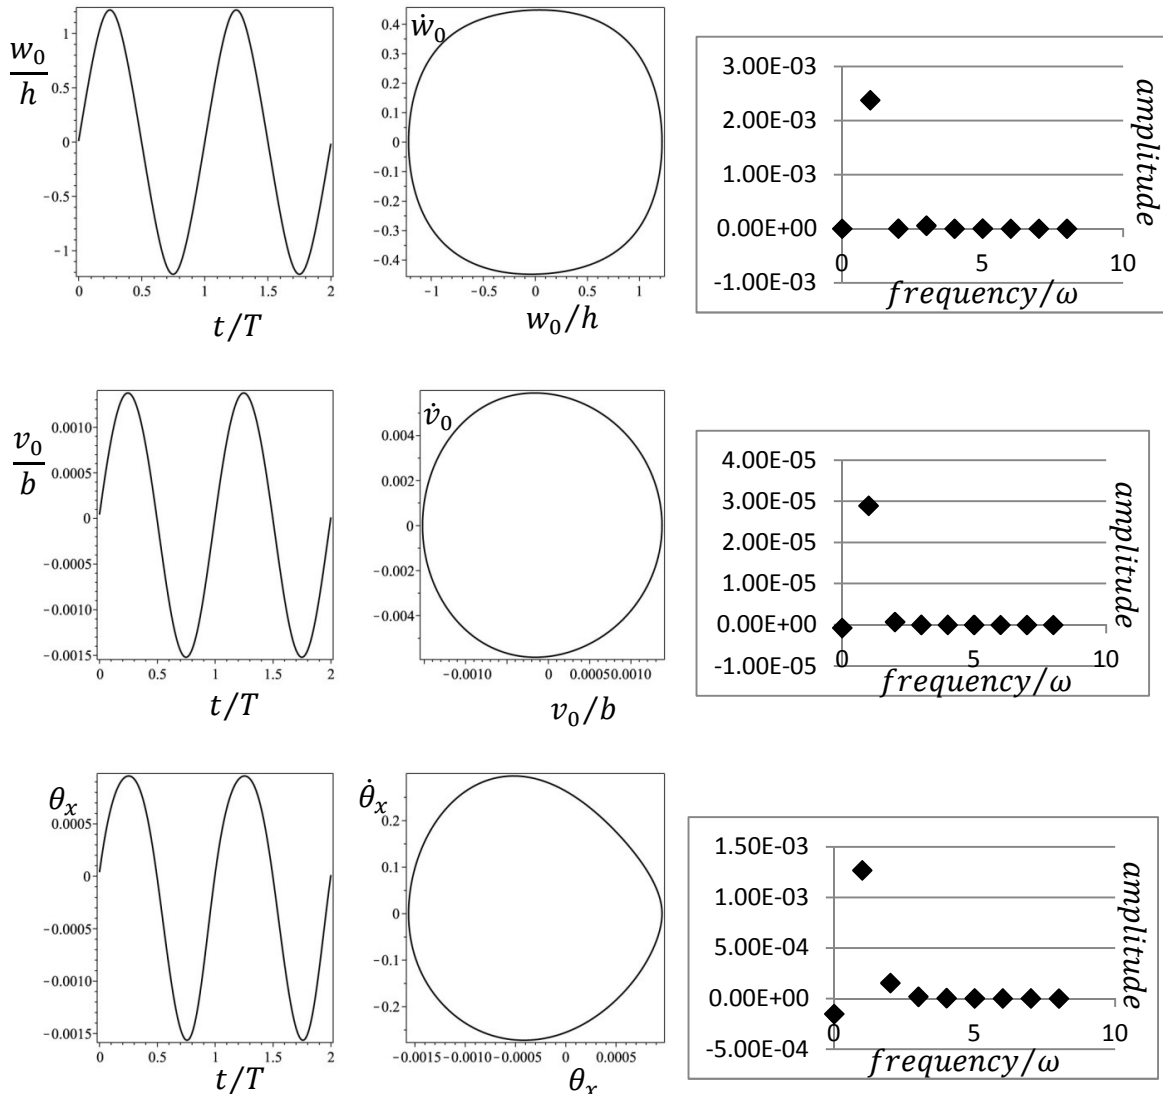 w₀/h
1
0.5
0
−0.5
−1
0 0.5 1 1.5 2
t/T
ẇ₀
0.4
0.3
0.2
0.1
0
−0.1
−0.2
−0.3
−0.4
−1 −0.5 0 0.5 1
w₀/h
3.00E-03
2.00E-03
1.00E-03
0.00E+00
-1.00E-03
0 5 10
frequency/ω
amplitude
v₀/b
0.0010
0.0005
0
−0.0005
−0.0010
−0.0015
0 0.5 1 1.5 2
t/T
v̇₀
0.004
0.002
0
−0.002
−0.004
−0.0010 0 0.0005 0.0010
v₀/b
4.00E-05
3.00E-05
2.00E-05
1.00E-05
0.00E+00
-1.00E-05
0 5 10
frequency/ω
amplitude
θₓ
0.0005
0
−0.0005
−0.0010
−0.0015
0 0.5 1 1.5 2
t/T
θ̇ₓ
0.2
0.1
0
−0.1
−0.2
−0.0015 −0.0010 −0.0005 0 0.0005
θₓ
1.50E-03
1.00E-03
5.00E-04
0.00E+00
-5.00E-04
0 5 10
frequency/ω
amplitude